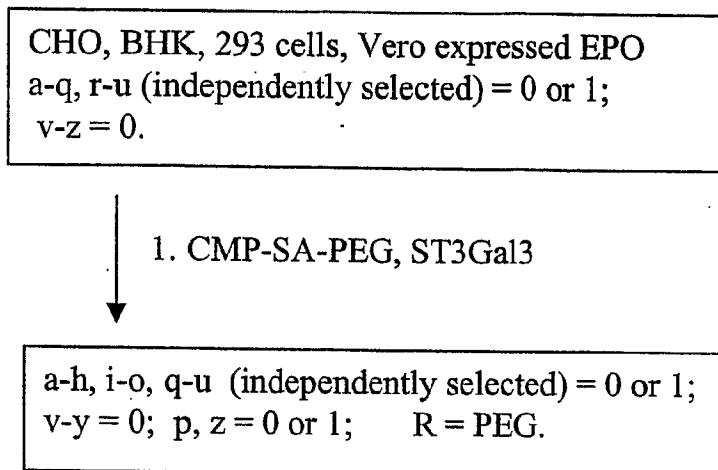 CHO, BHK, 293 cells, Vero expressed EPO
a-q, r-u (independently selected) = 0 or 1;
v-z = 0.
1. CMP-SA-PEG, ST3Gal3
a-h, i-o, q-u (independently selected) = 0 or 1;
v-y = 0; p, z = 0 or 1; R = PEG.